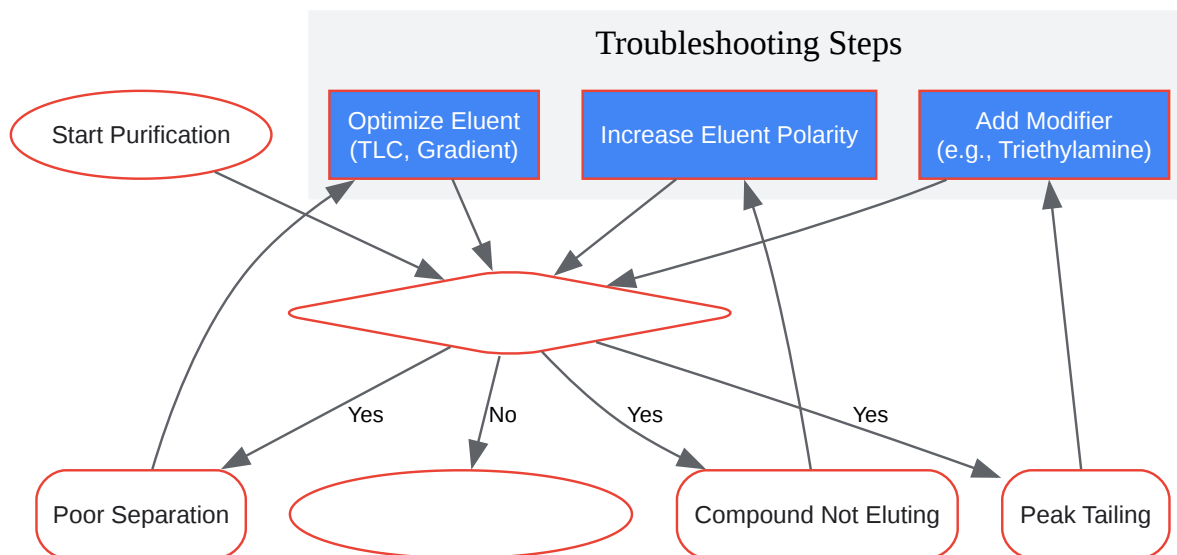 Troubleshooting Steps
Start Purification
Optimize Eluent
(TLC, Gradient)
Increase Eluent Polarity
Add Modifier
(e.g., Triethylamine)
Yes
No
Yes
Yes
Poor Separation
Compound Not Eluting
Peak Tailing